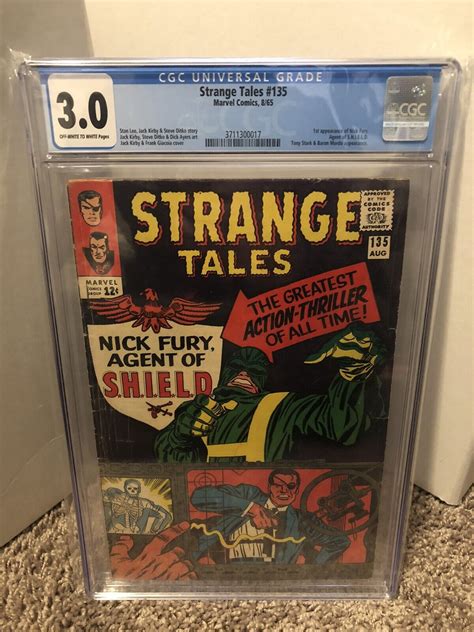 CGC UNIVERSAL GRADE
3.0
OFF-WHITE TO WHITE Pages
Strange Tales #135
Marvel Comics, 8/65
Stan Lee, Jack Kirby & Steve Ditko story
Jack Kirby, Steve Ditko & Dick Ayers art
Jack Kirby & Frank Giacoia cover
3711300017
1st appearance of Nick Fury,
Agent of S.H.I.E.L.D.
Tony Stark & Baron Mordo appearance.
CGC
STRANGE
TALES
APPROVED
BY THE
COMICS
CODE
AUTHORITY
135
AUG
MARVEL
COMICS
GROUP
12¢
THE GREATEST
ACTION-THRILLER
OF ALL TIME!
NICK FURY,
AGENT OF
S.H.I.E.L.D.